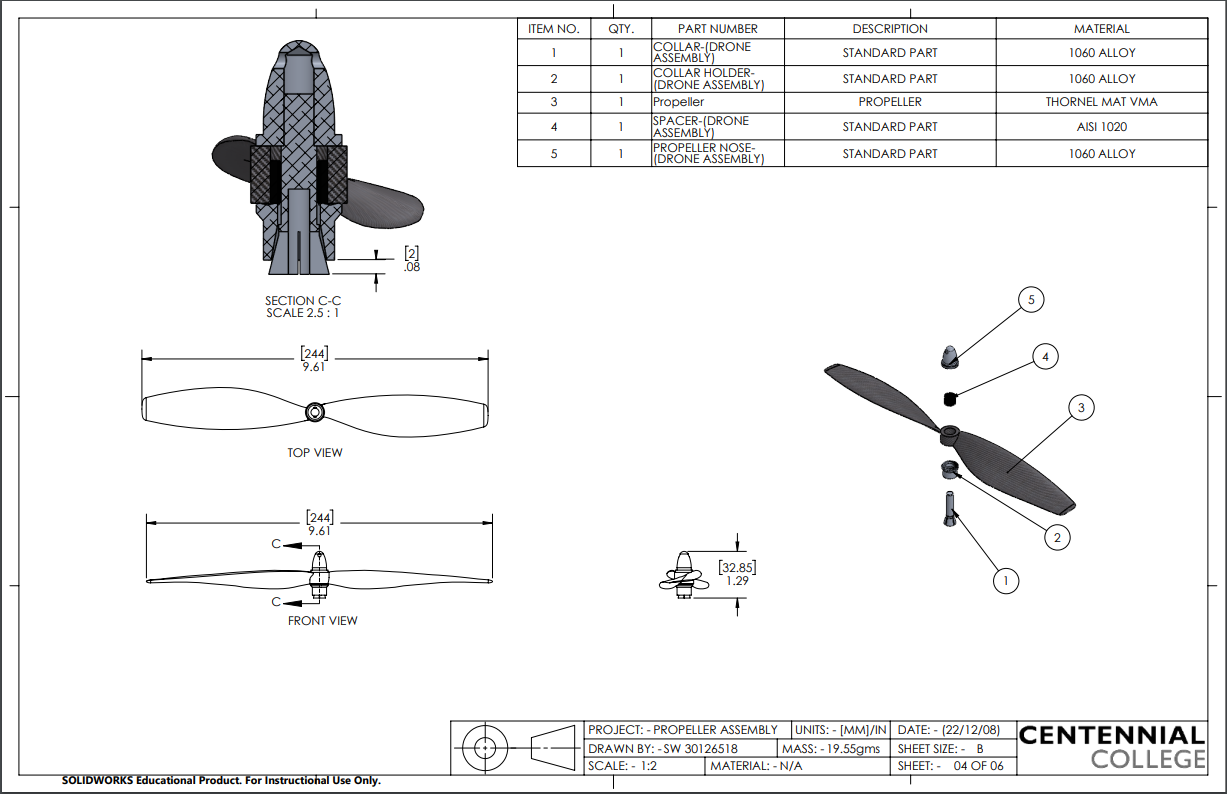 ITEM NO. QTY. PART NUMBER DESCRIPTION MATERIAL
1 1 COLLAR-(DRONE STANDARD PART 1060 ALLOY
ASSEMBLY)
2 1 COLLAR HOLDER- STANDARD PART 1060 ALLOY
(DRONE ASSEMBLY)
3 1 Propeller PROPELLER THORNEL MAT VMA
4 1 SPACER-(DRONE STANDARD PART AISI 1020
ASSEMBLY)
5 1 PROPELLER NOSE- STANDARD PART 1060 ALLOY
(DRONE ASSEMBLY)
[2]
.08
SECTION C-C
SCALE 2.5 : 1
[244]
9.61
TOP VIEW
[244]
9.61
C
C
FRONT VIEW
[32.85]
1.29
5
4
3
2
1
PROJECT: - PROPELLER ASSEMBLY UNITS: - [MM]/IN DATE: - (22/12/08)
DRAWN BY: - SW 30126518 MASS: - 19.55gms SHEET SIZE: - B
SCALE: - 1:2 MATERIAL: - N/A SHEET: - 04 OF 06
CENTENNIAL
COLLEGE
SOLIDWORKS Educational Product. For Instructional Use Only.